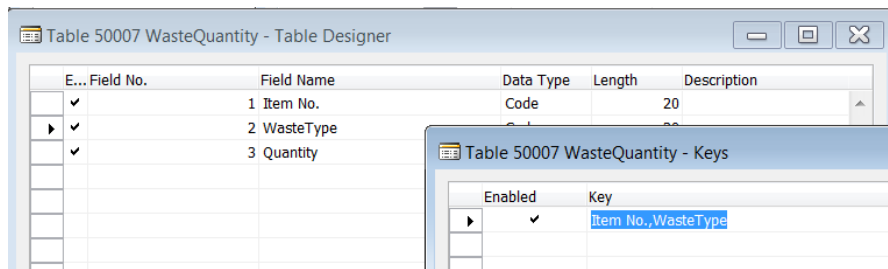 Table 50007 WasteQuantity - Table Designer
E... Field No. Field Name Data Type Length Description
1 Item No. Code 20
2 WasteType
3 Quantity
Table 50007 WasteQuantity - Keys
Enabled Key
Item No.,WasteType